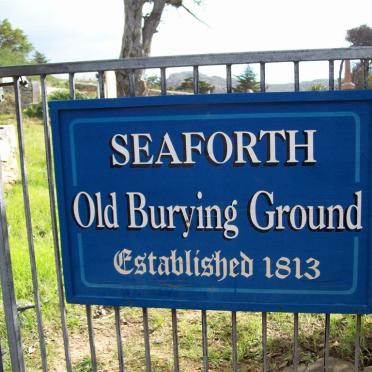 SEAFORTH
Old Burying Ground
Established 1813